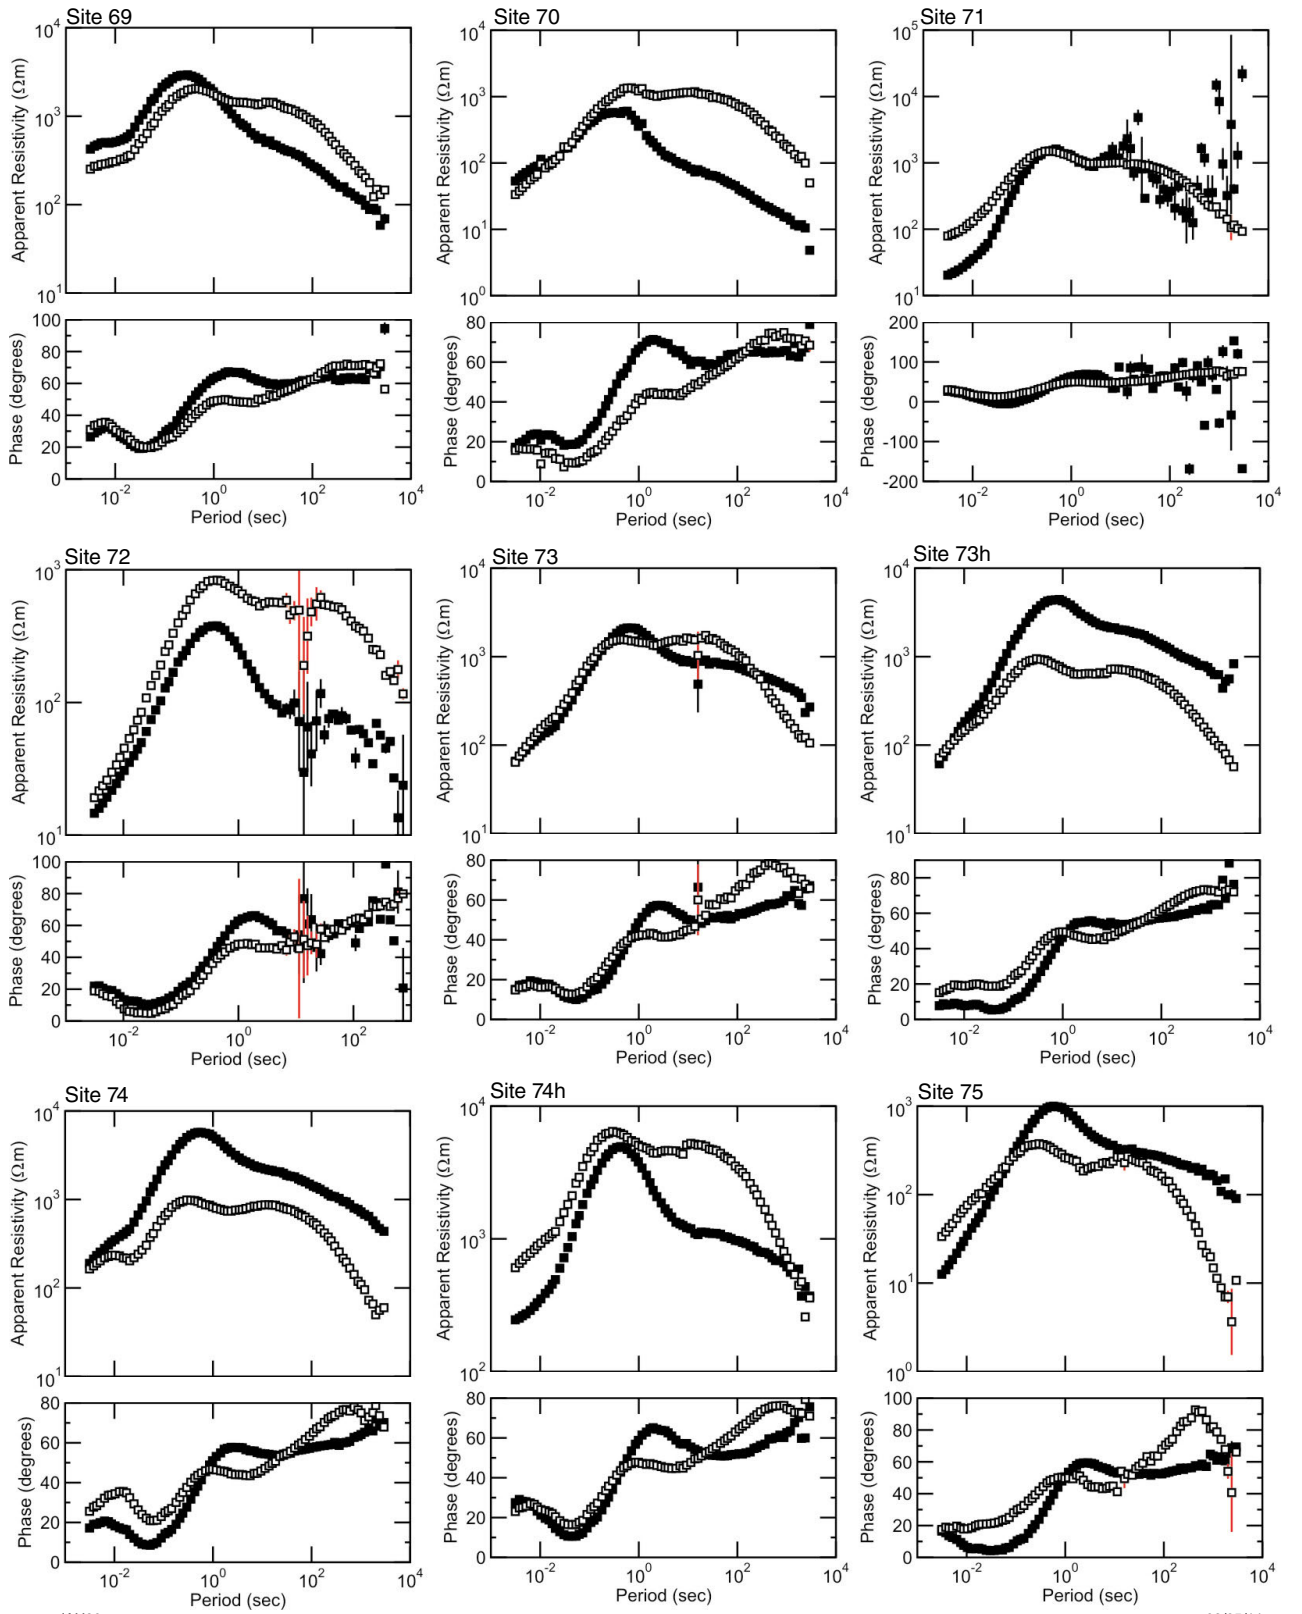 Site 69
Site 70
Site 71
10^4
10^3
10^2
10^1
Apparent Resistivity (Ωm)
10^4
10^3
10^2
10^1
10^0
Apparent Resistivity (Ωm)
10^5
10^4
10^3
10^2
10^1
Apparent Resistivity (Ωm)
100
80
60
40
20
0
Phase (degrees)
10^-2 10^0 10^2 10^4
Period (sec)
80
60
40
20
0
Phase (degrees)
10^-2 10^0 10^2 10^4
Period (sec)
200
100
0
-100
-200
Phase (degrees)
10^-2 10^0 10^2 10^4
Period (sec)
Site 72
Site 73
Site 73h
10^3
10^2
10^1
Apparent Resistivity (Ωm)
10^4
10^3
10^2
10^1
Apparent Resistivity (Ωm)
10^4
10^3
10^2
10^1
Apparent Resistivity (Ωm)
100
80
60
40
20
0
Phase (degrees)
10^-2 10^0 10^2
Period (sec)
80
60
40
20
0
Phase (degrees)
10^-2 10^0 10^2 10^4
Period (sec)
80
60
40
20
0
Phase (degrees)
10^-2 10^0 10^2 10^4
Period (sec)
Site 74
Site 74h
Site 75
10^4
10^3
10^2
10^1
Apparent Resistivity (Ωm)
10^4
10^3
10^2
Apparent Resistivity (Ωm)
10^3
10^2
10^1
10^0
Apparent Resistivity (Ωm)
80
60
40
20
0
Phase (degrees)
10^-2 10^0 10^2 10^4
Period (sec)
80
60
40
20
0
Phase (degrees)
10^-2 10^0 10^2 10^4
Period (sec)
100
80
60
40
20
0
Phase (degrees)
10^-2 10^0 10^2 10^4
Period (sec)